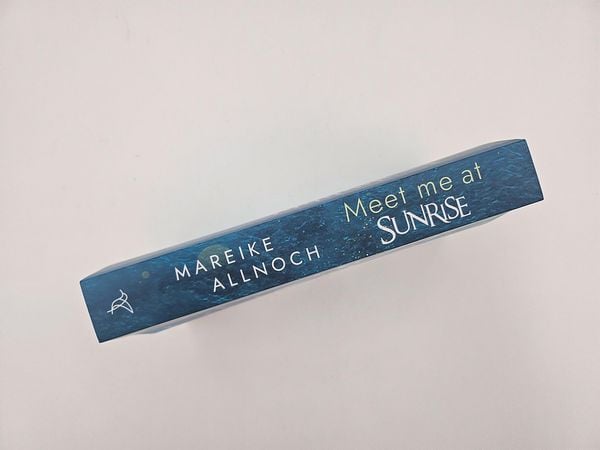 MAREIKE
ALLNOCH
Meet me at
SUNRISE